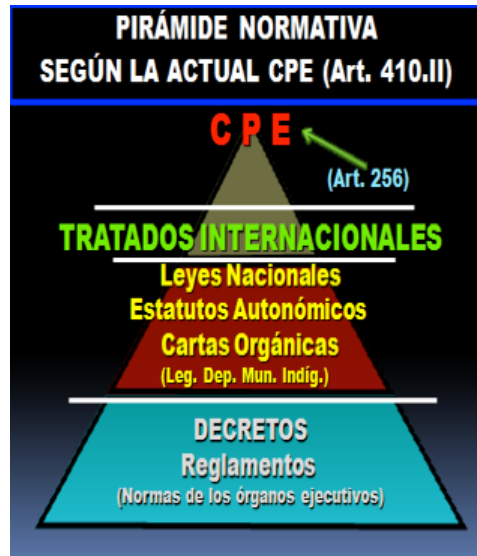 PIRÁMIDE NORMATIVA
SEGÚN LA ACTUAL CPE (Art. 410.II)
C P E
(Art. 256)
TRATADOS INTERNACIONALES
Leyes Nacionales
Estatutos Autonómicos
Cartas Orgánicas
(Leg. Dep. Mun. Indíg.)
DECRETOS
Reglamentos
(Normas de los órganos ejecutivos)